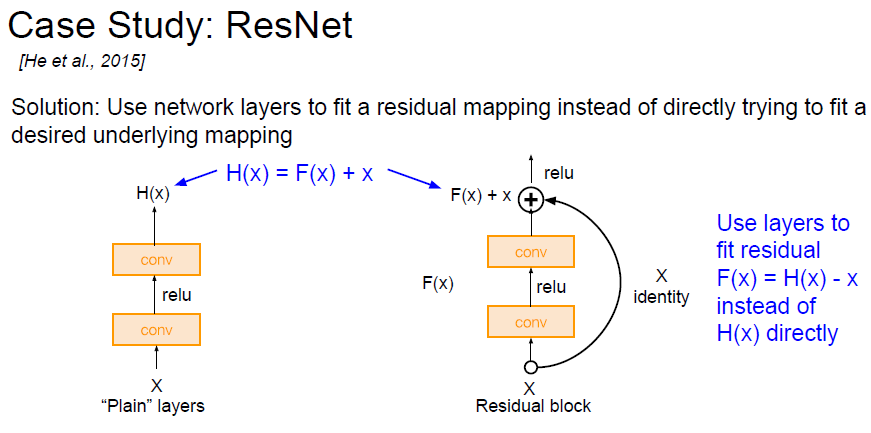 Case Study: ResNet
[He et al., 2015]
Solution: Use network layers to fit a residual mapping instead of directly trying to fit a
desired underlying mapping
H(x) = F(x) + x
H(x)
conv
relu
conv
X
“Plain” layers
relu
F(x) + x
+
conv
F(x)
relu
conv
X
identity
X
Residual block
Use layers to
fit residual
F(x) = H(x) - x
instead of
H(x) directly